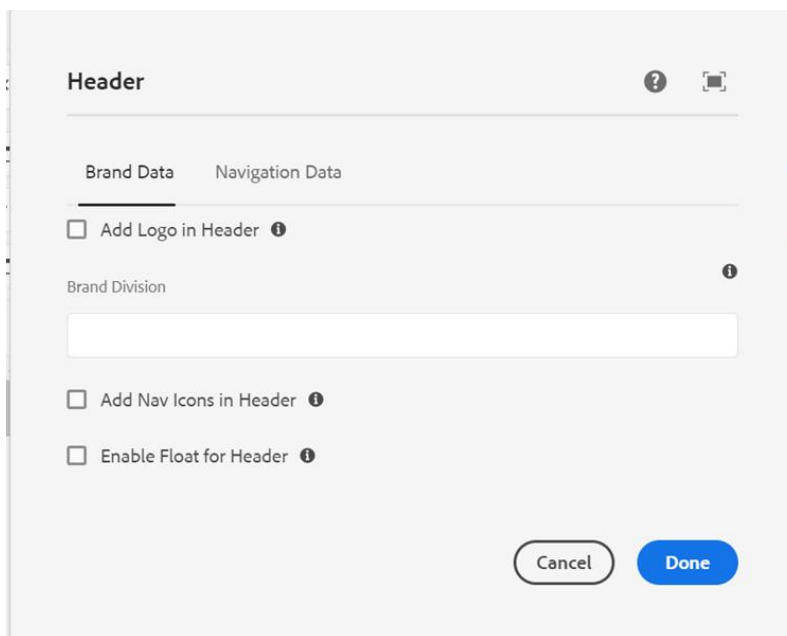 Header
Brand Data
Navigation Data
Add Logo in Header
Brand Division
Add Nav Icons in Header
Enable Float for Header
Cancel
Done